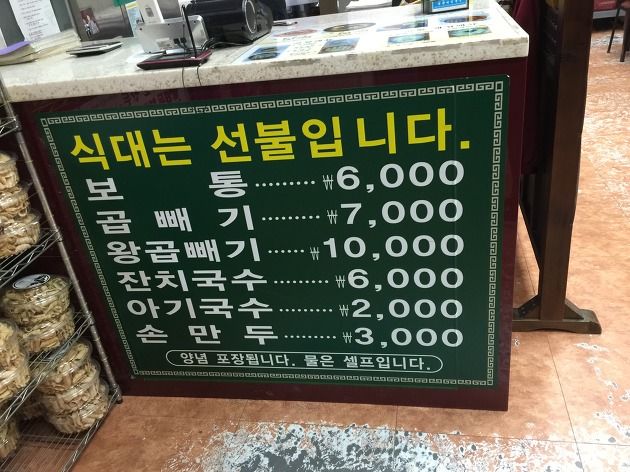 식대는 선불입니다.
보 통 ········· ₩6,000
곱 빼 기 ······ ₩7,000
왕곱빼기 ···· ₩10,000
잔치국수 ······ ₩6,000
아기국수 ······ ₩2,000
손 만 두 ······ ₩3,000
양념 포장됩니다. 물은 셀프입니다.